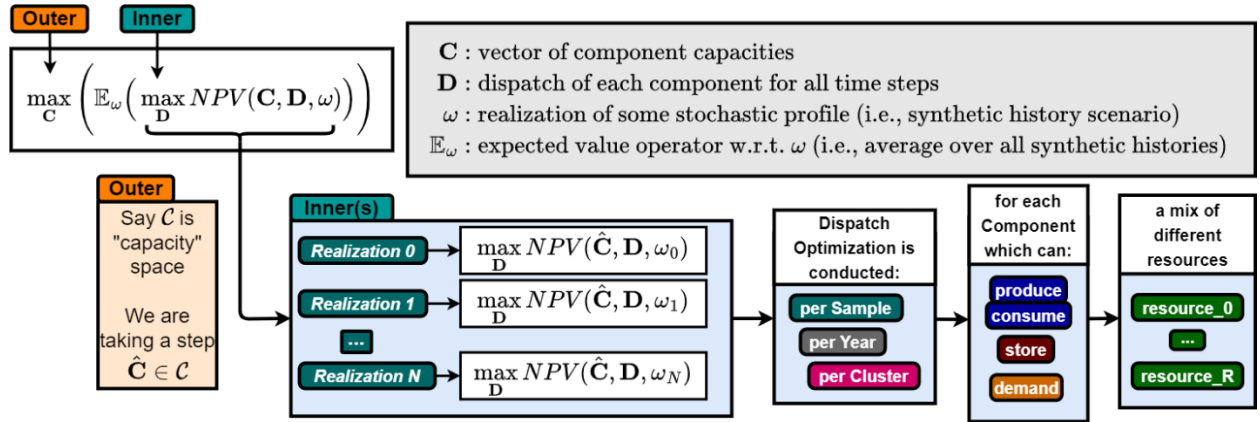 Outer
Inner
max_C ( 𝔼_ω ( max_D NPV(C, D, ω) ) )
C : vector of component capacities
D : dispatch of each component for all time steps
ω : realization of some stochastic profile (i.e., synthetic history scenario)
𝔼_ω : expected value operator w.r.t. ω (i.e., average over all synthetic histories)
Outer
Say 𝒞 is
"capacity"
space
We are
taking a step
Ĉ ∈ 𝒞
Inner(s)
Realization 0
max_D NPV(Ĉ, D, ω_0)
Realization 1
max_D NPV(Ĉ, D, ω_1)
...
Realization N
max_D NPV(Ĉ, D, ω_N)
Dispatch
Optimization is
conducted:
per Sample
per Year
per Cluster
for each
Component
which can:
produce
consume
store
demand
a mix of
different
resources
resource_0
...
resource_R